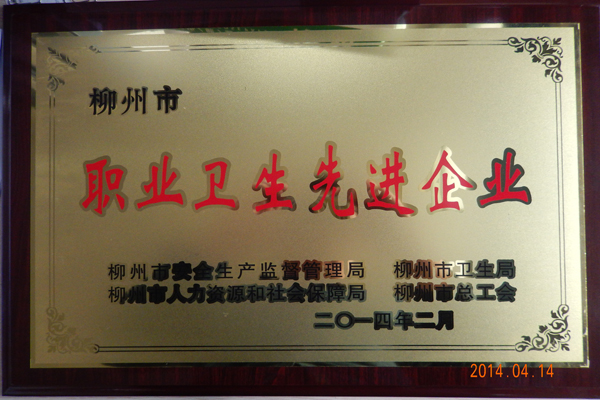 柳州市
职业卫生先进企业
柳州市安全生产监督管理局 柳州市卫生局
柳州市人力资源和社会保障局 柳州市总工会
二〇一四年二月
2014.04.14